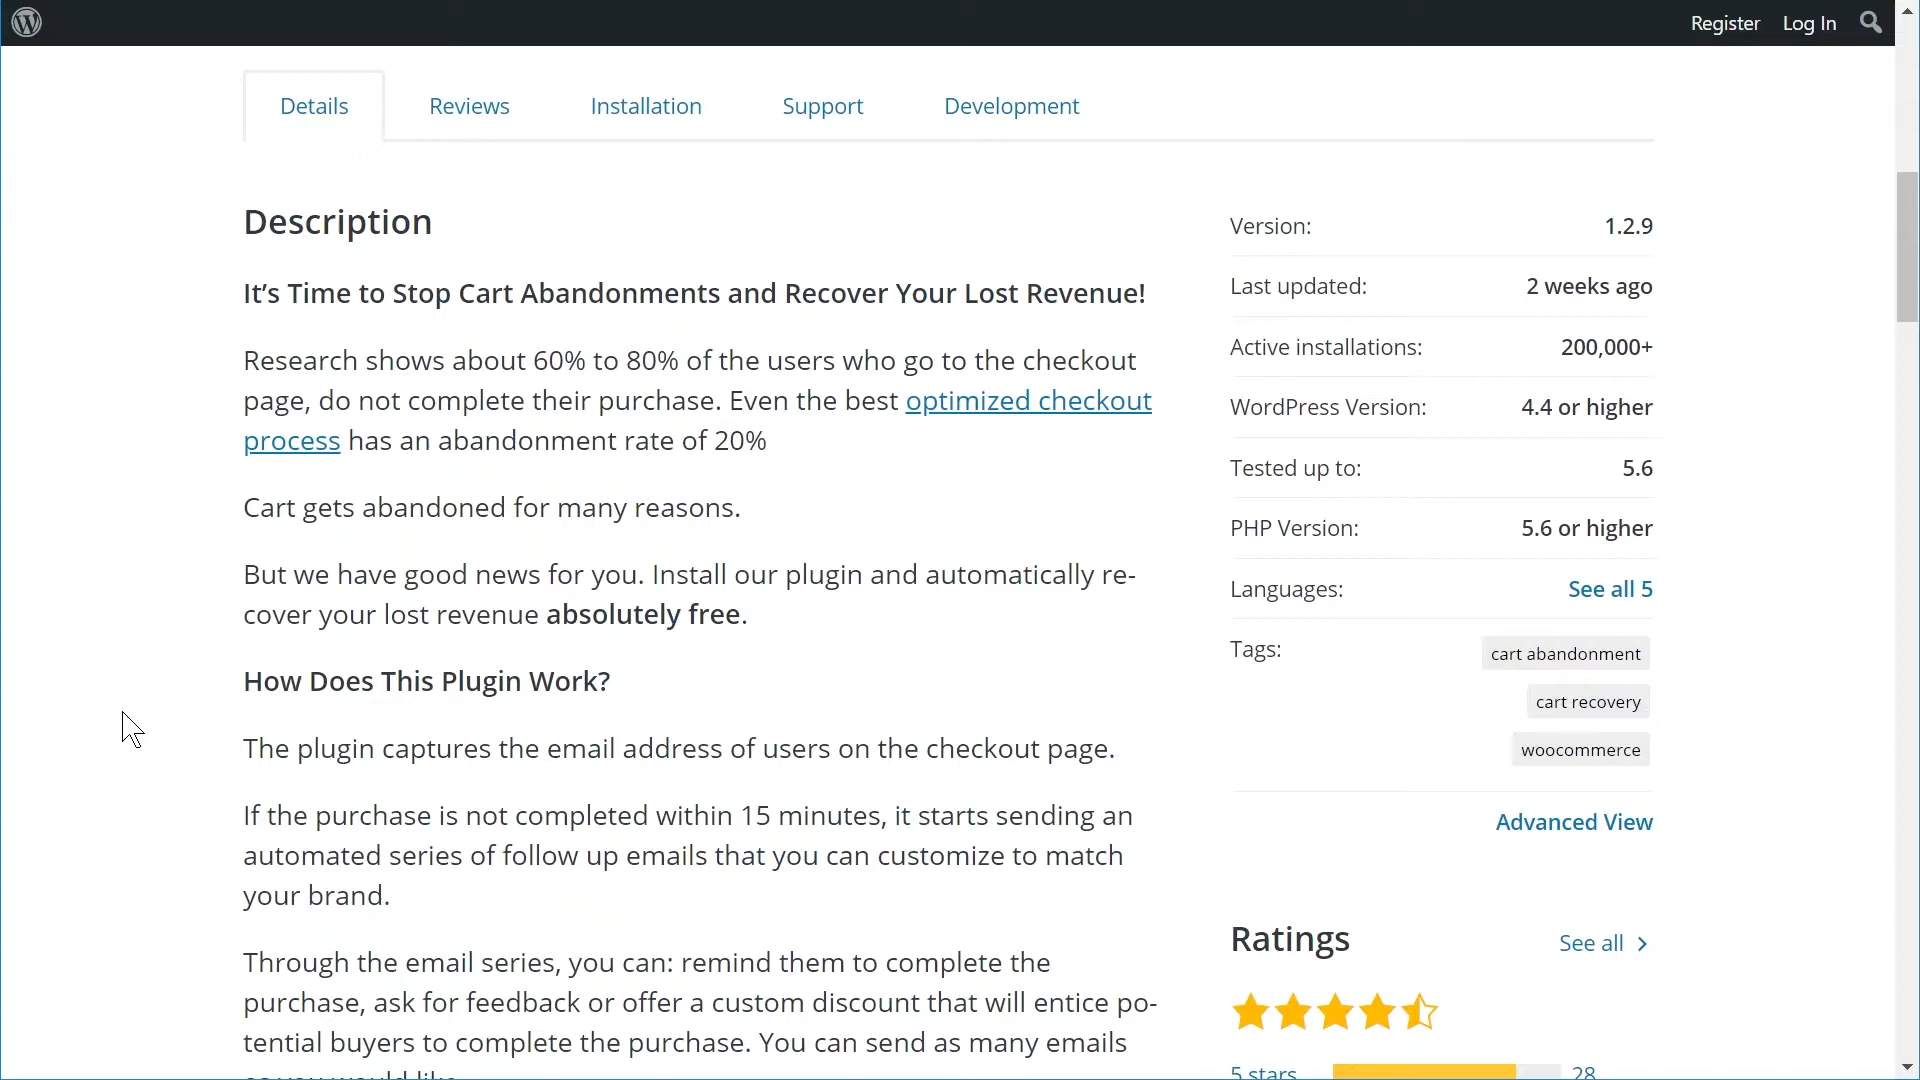 Register Log In
Details Reviews Installation Support Development
Description
It’s Time to Stop Cart Abandonments and Recover Your Lost Revenue!
Research shows about 60% to 80% of the users who go to the checkout
page, do not complete their purchase. Even the best optimized checkout
process has an abandonment rate of 20%
Cart gets abandoned for many reasons.
But we have good news for you. Install our plugin and automatically re-
cover your lost revenue absolutely free.
How Does This Plugin Work?
The plugin captures the email address of users on the checkout page.
If the purchase is not completed within 15 minutes, it starts sending an
automated series of follow up emails that you can customize to match
your brand.
Through the email series, you can: remind them to complete the
purchase, ask for feedback or offer a custom discount that will entice po-
tential buyers to complete the purchase. You can send as many emails
as you would like.
Version: 1.2.9
Last updated: 2 weeks ago
Active installations: 200,000+
WordPress Version: 4.4 or higher
Tested up to: 5.6
PHP Version: 5.6 or higher
Languages: See all 5
Tags: cart abandonment
cart recovery
woocommerce
Advanced View
Ratings See all
5 stars 28